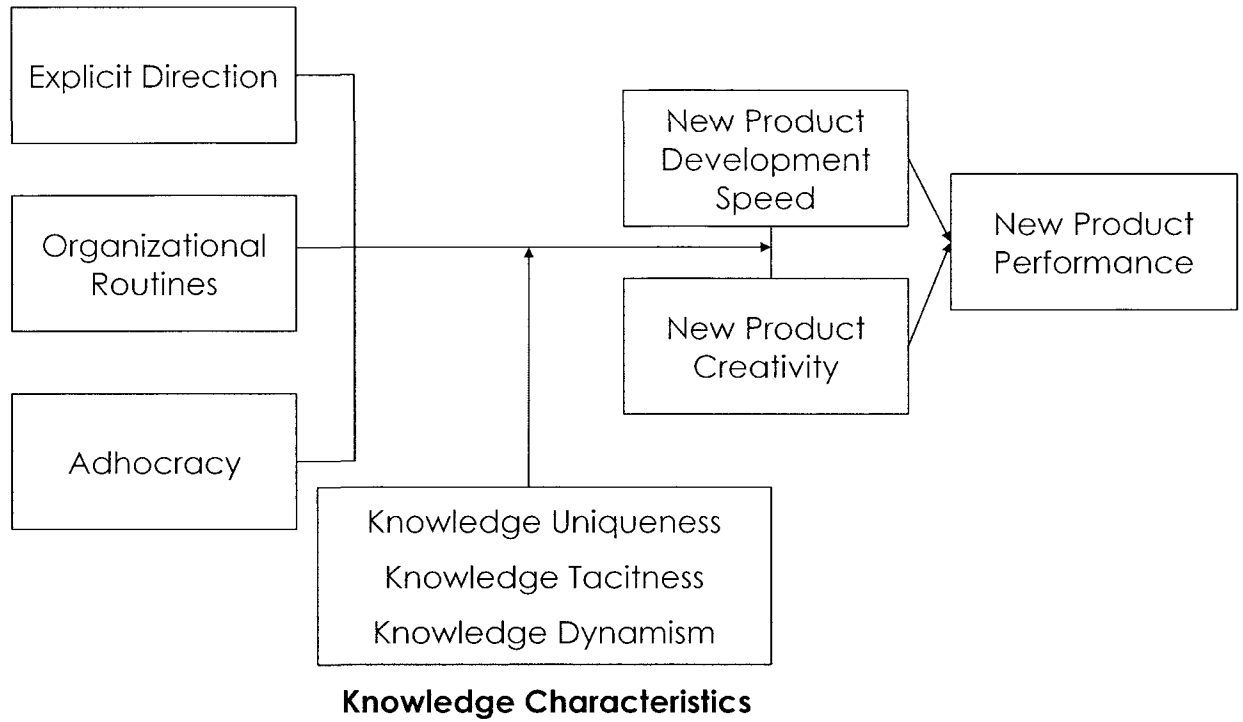 Explicit Direction
Organizational
Routines
Adhocracy
New Product
Development
Speed
New Product
Creativity
New Product
Performance
Knowledge Uniqueness
Knowledge Tacitness
Knowledge Dynamism
Knowledge Characteristics